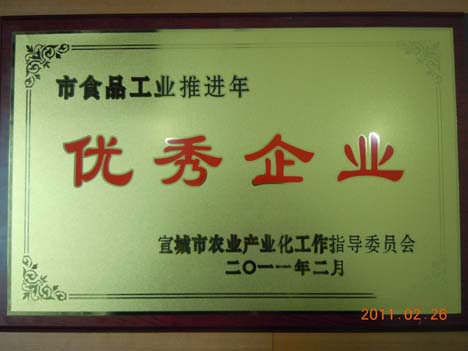 市食品工业推进年
优秀企业
宣城市农业产业化工作指导委员会
二〇一一年二月
2011.02.26